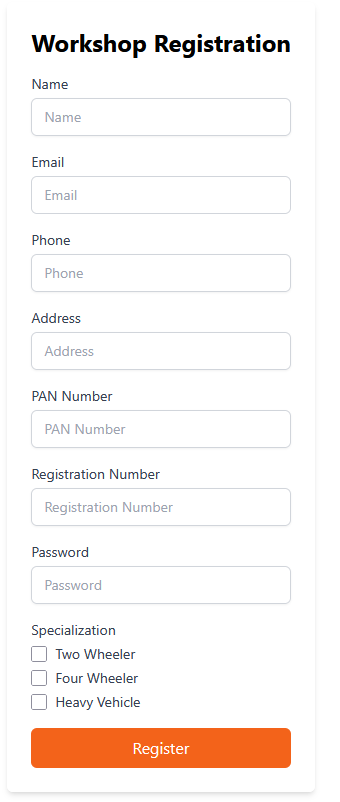 Workshop Registration
Name
Name
Email
Email
Phone
Phone
Address
Address
PAN Number
PAN Number
Registration Number
Registration Number
Password
Password
Specialization
Two Wheeler
Four Wheeler
Heavy Vehicle
Register